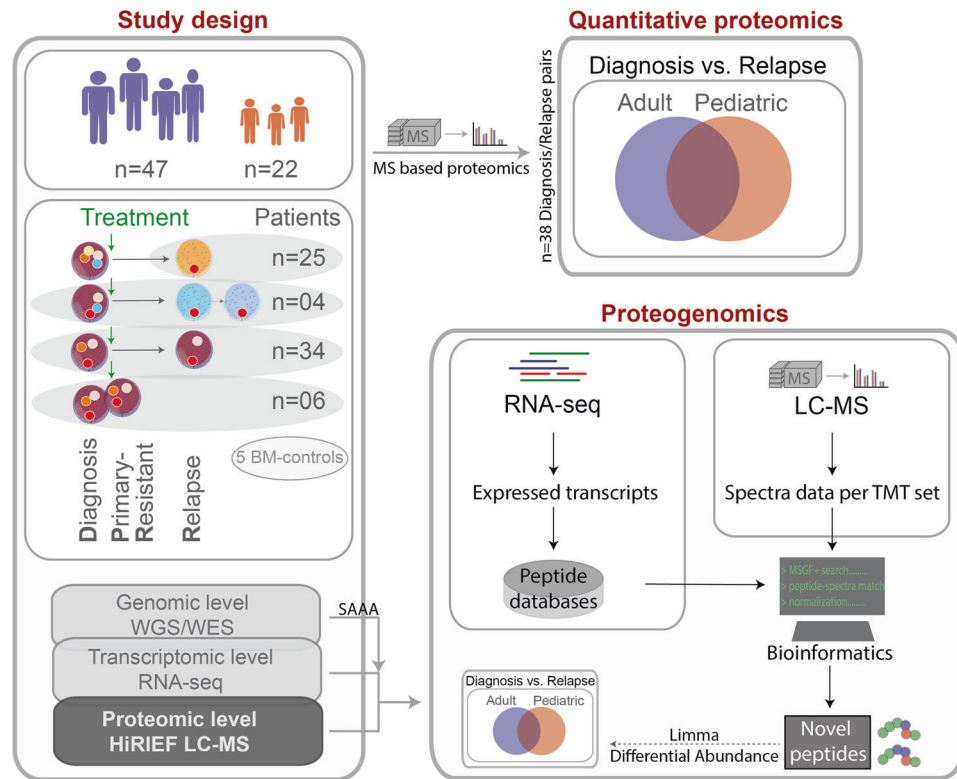 Study design
n=47
n=22
Treatment
Patients
n=25
n=04
n=34
n=06
5 BM-controls
Diagnosis
Primary-
Resistant
Relapse
Genomic level
WGS/WES
Transcriptomic level
RNA-seq
Proteomic level
HiRIEF LC-MS
SAAA
MS
MS based proteomics
Quantitative proteomics
n=38 Diagnosis/Relapse pairs
Diagnosis vs. Relapse
Adult
Pediatric
Proteogenomics
RNA-seq
Expressed transcripts
Peptide
databases
MS
LC-MS
Spectra data per TMT set
> MSGF+ search.........
> peptide-spectra match
> normalization.........
Bioinformatics
Novel
peptides
Limma
Differential Abundance
Diagnosis vs. Relapse
Adult
Pediatric